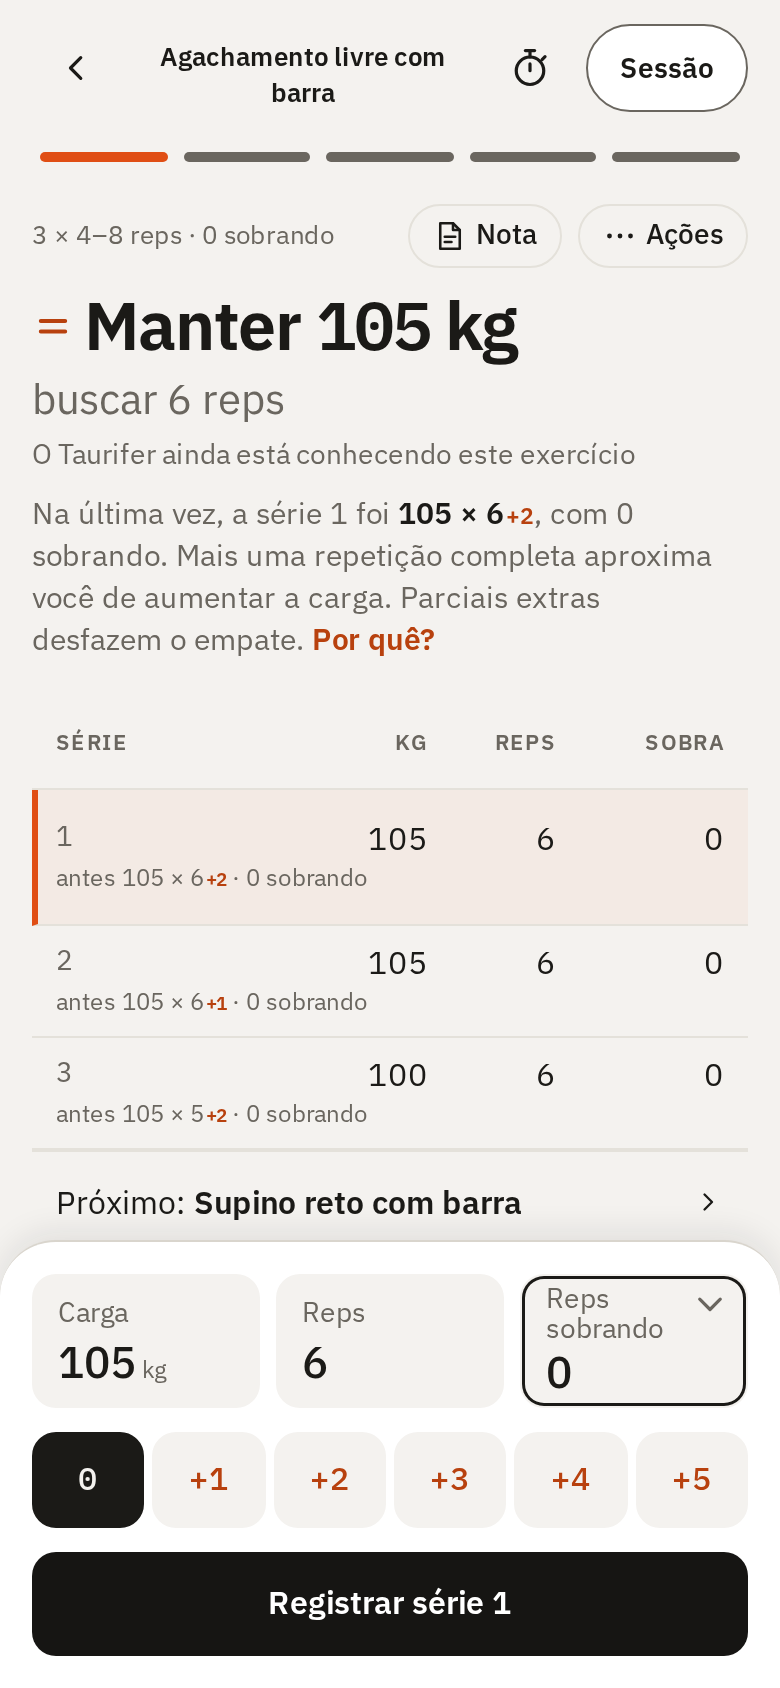 Agachamento livre com
barra
Sessão
3 × 4–8 reps · 0 sobrando
Nota
Ações
= Manter 105 kg
buscar 6 reps
O Taurifer ainda está conhecendo este exercício
Na última vez, a série 1 foi 105 × 6+2, com 0
sobrando. Mais uma repetição completa aproxima
você de aumentar a carga. Parciais extras
desfazem o empate. Por quê?
SÉRIE KG REPS SOBRA
1 105 6 0
antes 105 × 6+2 · 0 sobrando
2 105 6 0
antes 105 × 6+1 · 0 sobrando
3 100 6 0
antes 105 × 5+2 · 0 sobrando
Próximo: Supino reto com barra
Carga
105 kg
Reps
6
Reps
sobrando
0
0 +1 +2 +3 +4 +5
Registrar série 1